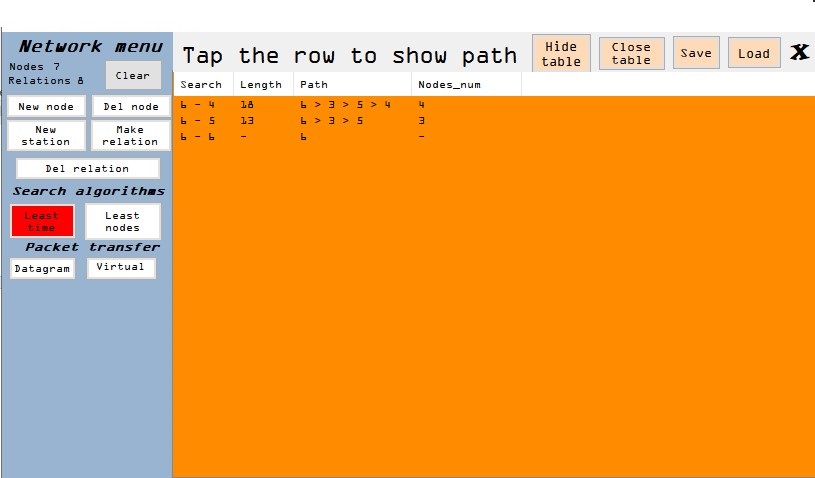 Network menu
Nodes 7
Relations 8
Clear
New node
Del node
New station
Make relation
Del relation
Search algorithms
Least time
Least nodes
Packet transfer
Datagram
Virtual
Tap the row to show path
Hide table
Close table
Save
Load
X
Search Length Path Nodes_num
6 - 4 18 6 > 3 > 5 > 4 4
6 - 5 13 6 > 3 > 5 3
6 - 6 - 6 -